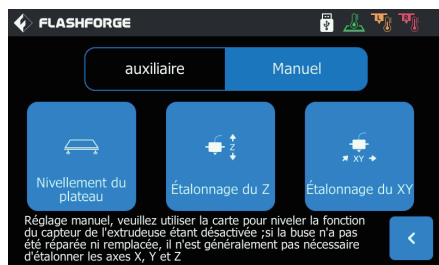 FLASHFORGE
L R
auxiliaire Manuel
Z
XY
Nivellement du
plateau
Étalonnage du Z
Étalonnage du XY
Réglage manuel, veuillez utiliser la carte pour niveler la fonction
du capteur de l'extrudeuse étant désactivée ;si la buse n'a pas
été réparée ni remplacée, il n'est généralement pas nécessaire
d'étalonner les axes X, Y et Z